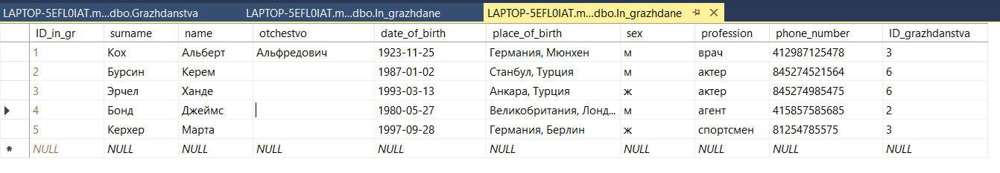 LAPTOP-5EFL0IAT.m...dbo.Grazhdanstva LAPTOP-5EFL0IAT.m...dbo.In_grazhdane LAPTOP-5EFL0IAT.m...dbo.In_grazhdane
ID_in_gr surname name otchestvo date_of_birth place_of_birth sex profession phone_number ID_grazhdanstva
1 Кох Альберт Альфредович 1923-11-25 Германия, Мюнхен м врач 412987125478 3
2 Бурсин Керем 1987-01-02 Станбул, Турция м актер 845274521564 6
3 Эрчел Ханде 1993-03-13 Анкара, Турция ж актер 845274985475 6
4 Бонд Джеймс 1980-05-27 Великобритания, Лонд... м агент 415857585685 2
5 Керхер Марта 1997-09-28 Германия, Берлин ж спортсмен 81254785575 3
NULL NULL NULL NULL NULL NULL NULL NULL NULL NULL